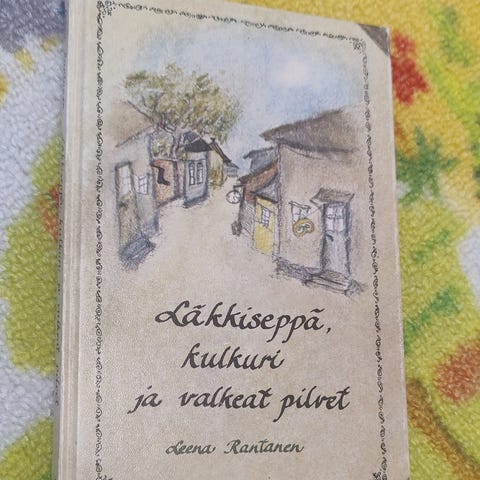 Läkkiseppä,
kulkuri
ja valkeat pilvet
Leena Rantanen